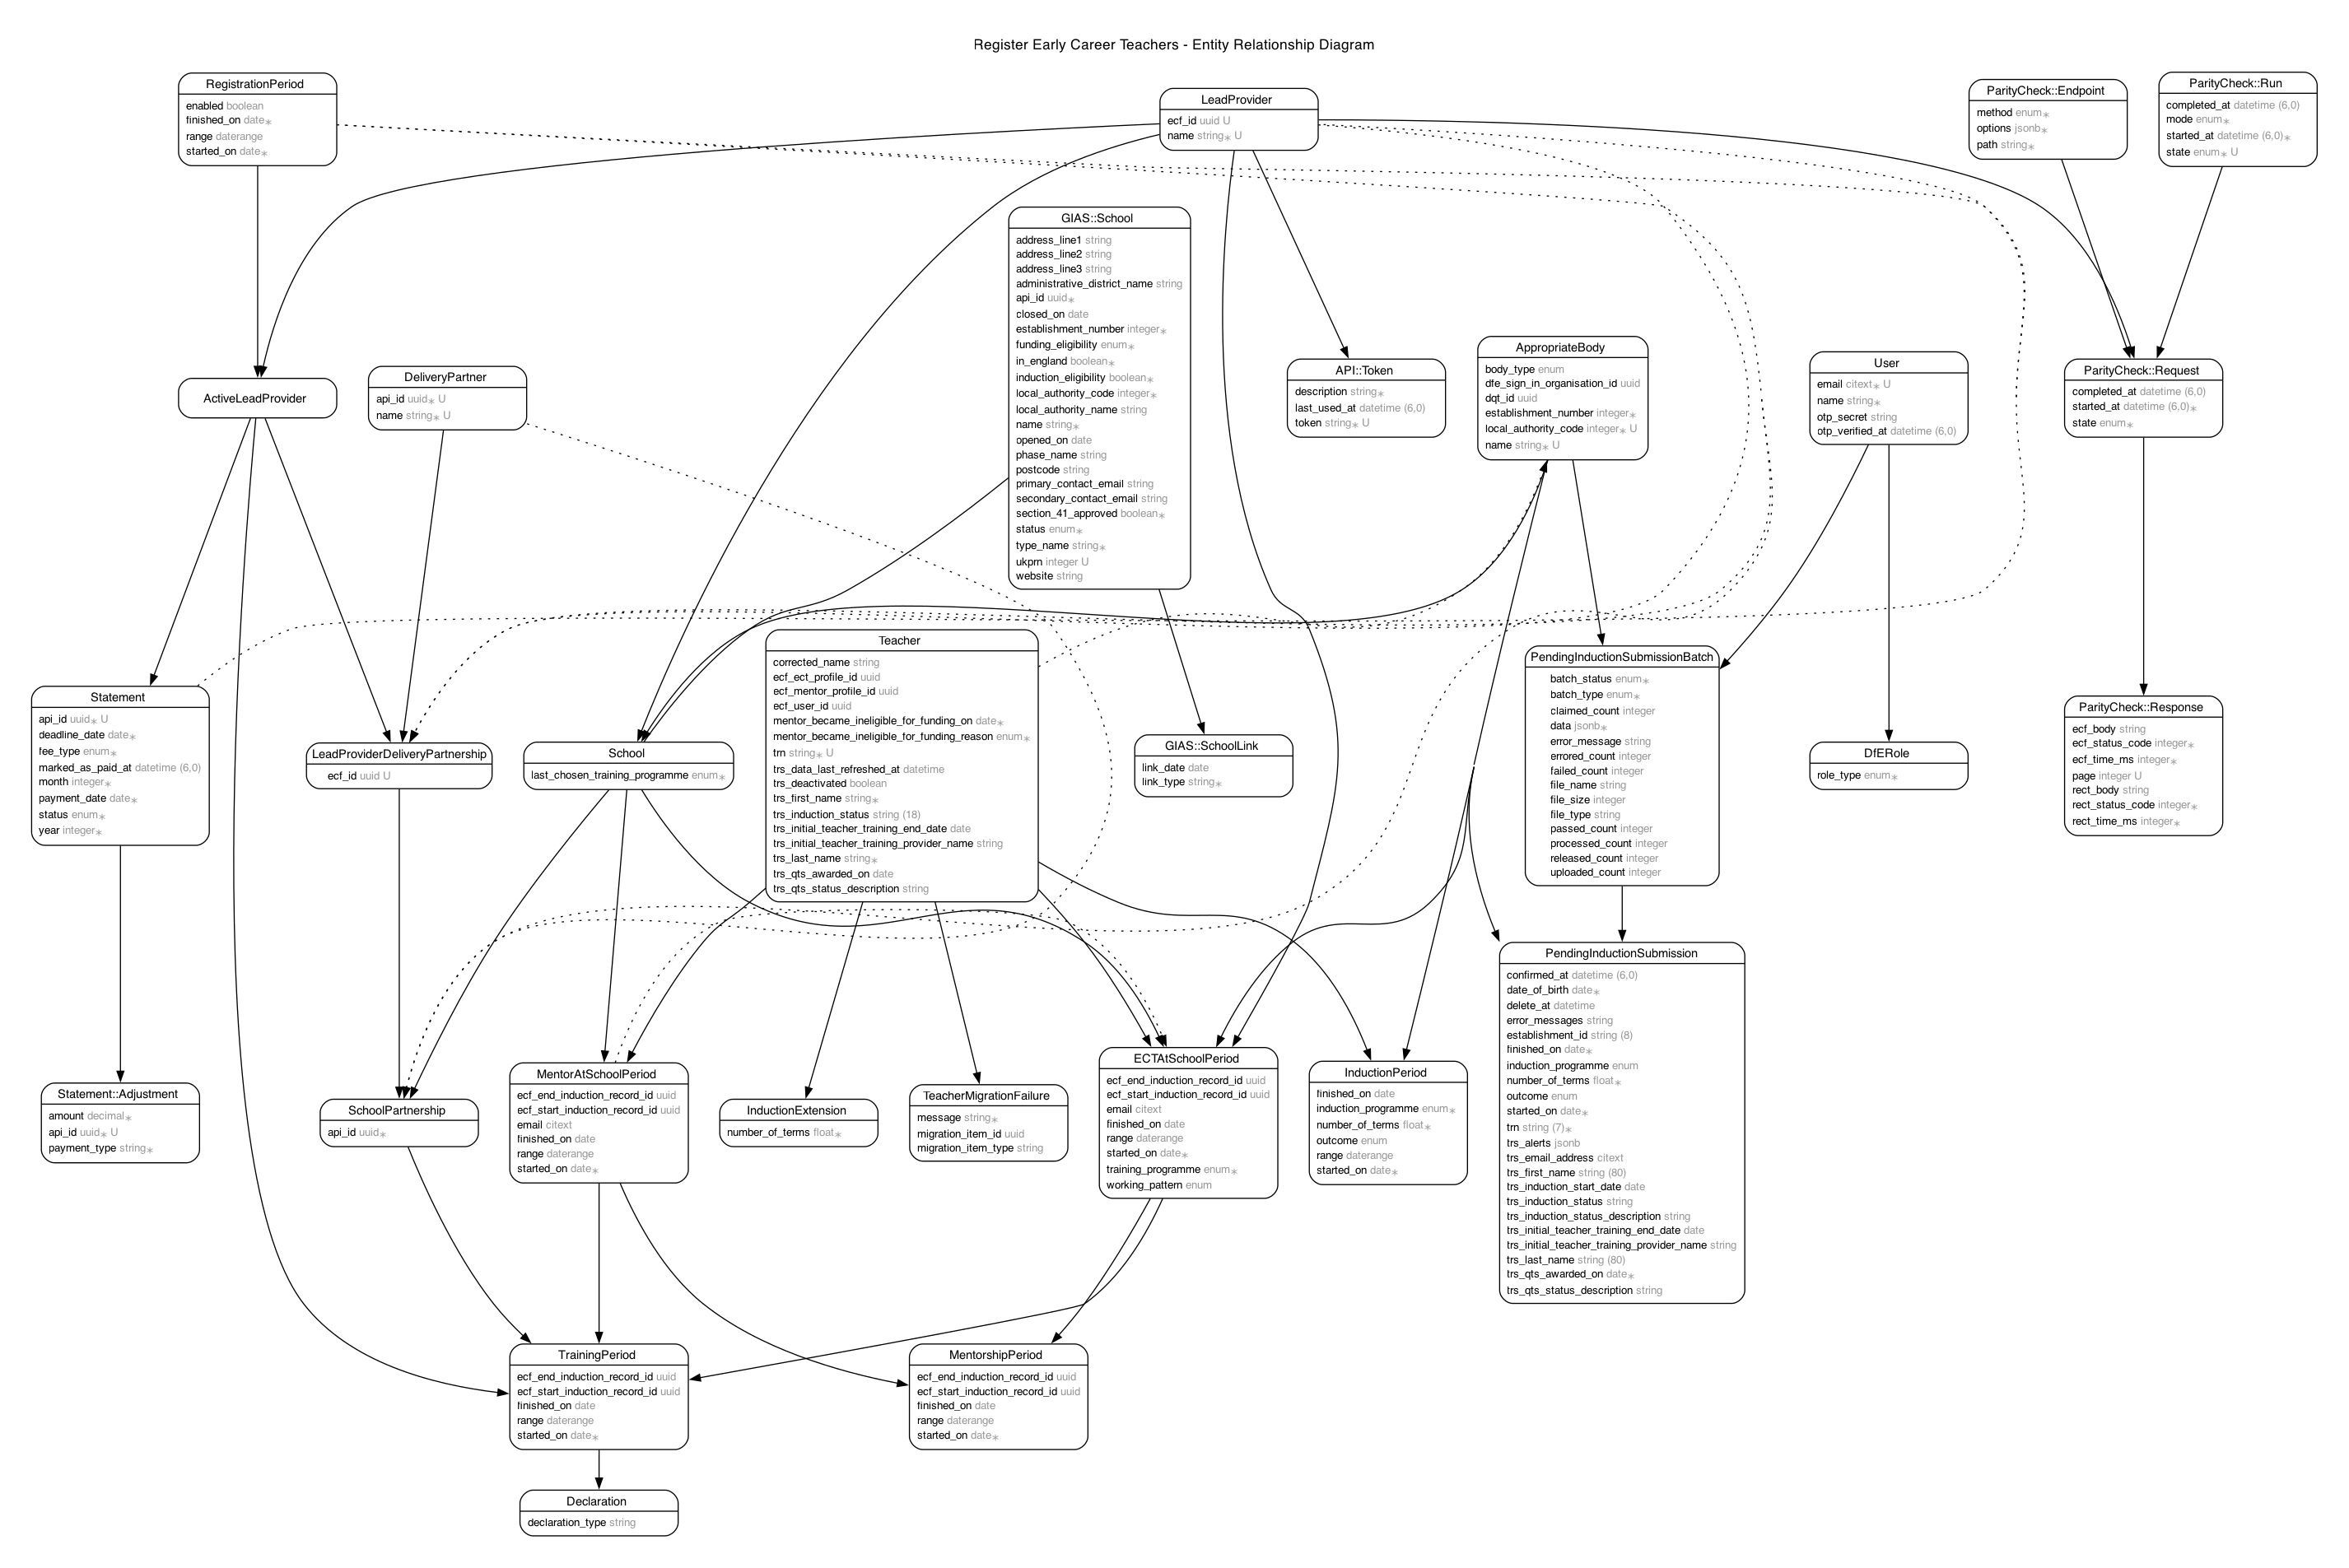 Register Early Career Teachers - Entity Relationship Diagram
RegistrationPeriod
enabled boolean
finished_on date∗
range daterange
started_on date∗
LeadProvider
ecf_id uuid U
name string∗ U
ParityCheck::Endpoint
method enum∗
options jsonb∗
path string∗
ParityCheck::Run
completed_at datetime (6,0)
mode enum∗
started_at datetime (6,0)∗
state enum∗ U
GIAS::School
address_line1 string
address_line2 string
address_line3 string
administrative_district_name string
api_id uuid∗
closed_on date
establishment_number integer∗
funding_eligibility enum∗
in_england boolean∗
induction_eligibility boolean∗
local_authority_code integer∗
local_authority_name string
name string∗
opened_on date
phase_name string
postcode string
primary_contact_email string
secondary_contact_email string
section_41_approved boolean∗
status enum∗
type_name string∗
ukprn integer U
website string
ActiveLeadProvider
DeliveryPartner
api_id uuid∗ U
name string∗ U
API::Token
description string∗
last_used_at datetime (6,0)
token string∗ U
AppropriateBody
body_type enum
dfe_sign_in_organisation_id uuid
dqt_id uuid
establishment_number integer∗
local_authority_code integer∗ U
name string∗ U
User
email citext∗ U
name string∗
otp_secret string
otp_verified_at datetime (6,0)
ParityCheck::Request
completed_at datetime (6,0)
started_at datetime (6,0)∗
state enum∗
Statement
api_id uuid∗ U
deadline_date date∗
fee_type enum∗
marked_as_paid_at datetime (6,0)
month integer∗
payment_date date∗
status enum∗
year integer∗
LeadProviderDeliveryPartnership
ecf_id uuid U
School
last_chosen_training_programme enum∗
Teacher
corrected_name string
ecf_ect_profile_id uuid
ecf_mentor_profile_id uuid
ecf_user_id uuid
mentor_became_ineligible_for_funding_on date∗
mentor_became_ineligible_for_funding_reason enum∗
trn string∗ U
trs_data_last_refreshed_at datetime
trs_deactivated boolean
trs_first_name string∗
trs_induction_status string (18)
trs_initial_teacher_training_end_date date
trs_initial_teacher_training_provider_name string
trs_last_name string∗
trs_qts_awarded_on date
trs_qts_status_description string
GIAS::SchoolLink
link_date date
link_type string∗
PendingInductionSubmissionBatch
batch_status enum∗
batch_type enum∗
claimed_count integer
data jsonb∗
error_message string
errored_count integer
failed_count integer
file_name string
file_size integer
file_type string
passed_count integer
processed_count integer
released_count integer
uploaded_count integer
DfERole
role_type enum∗
ParityCheck::Response
ecf_body string
ecf_status_code integer∗
ecf_time_ms integer∗
page integer U
rect_body string
rect_status_code integer∗
rect_time_ms integer∗
Statement::Adjustment
amount decimal∗
api_id uuid∗ U
payment_type string∗
SchoolPartnership
api_id uuid∗
MentorAtSchoolPeriod
ecf_end_induction_record_id uuid
ecf_start_induction_record_id uuid
email citext
finished_on date
range daterange
started_on date∗
InductionExtension
number_of_terms float∗
TeacherMigrationFailure
message string∗
migration_item_id uuid
migration_item_type string
ECTAtSchoolPeriod
ecf_end_induction_record_id uuid
ecf_start_induction_record_id uuid
email citext
finished_on date
range daterange
started_on date∗
training_programme enum∗
working_pattern enum
InductionPeriod
finished_on date
induction_programme enum∗
number_of_terms float∗
outcome enum
range daterange
started_on date∗
PendingInductionSubmission
confirmed_at datetime (6,0)
date_of_birth date∗
delete_at datetime
error_messages string
establishment_id string (8)
finished_on date∗
induction_programme enum
number_of_terms float∗
outcome enum
started_on date∗
trn string (7)∗
trs_alerts jsonb
trs_email_address citext
trs_first_name string (80)
trs_induction_start_date date
trs_induction_status string
trs_induction_status_description string
trs_initial_teacher_training_end_date date
trs_initial_teacher_training_provider_name string
trs_last_name string (80)
trs_qts_awarded_on date∗
trs_qts_status_description string
TrainingPeriod
ecf_end_induction_record_id uuid
ecf_start_induction_record_id uuid
finished_on date
range daterange
started_on date∗
MentorshipPeriod
ecf_end_induction_record_id uuid
ecf_start_induction_record_id uuid
finished_on date
range daterange
started_on date∗
Declaration
declaration_type string